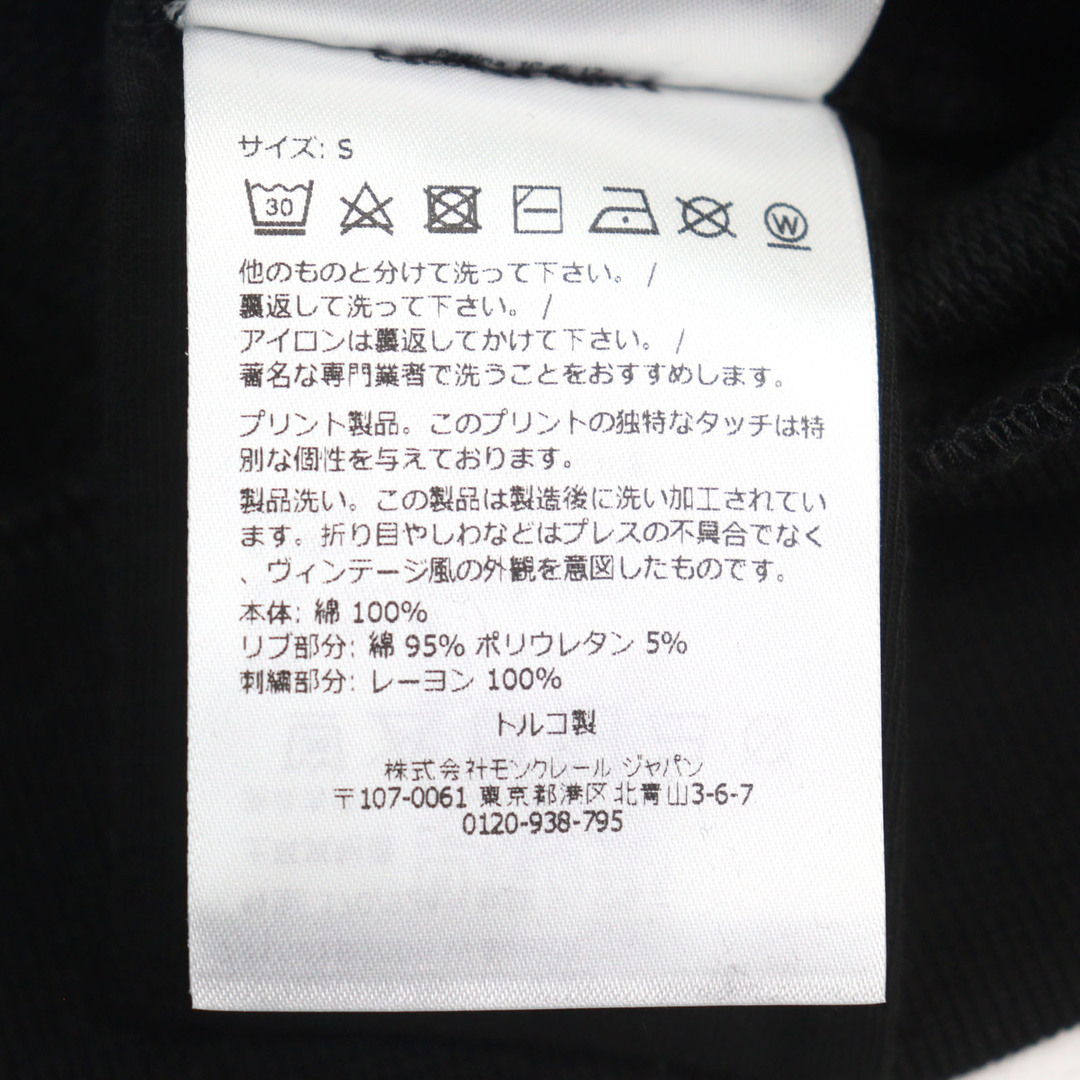 サイズ: S
30
W
他のものと分けて洗って下さい。 /
裏返して洗って下さい。 /
アイロンは裏返してかけて下さい。 /
著名な専門業者で洗うことをおすすめします。
プリント製品。このプリントの独特なタッチは特
別な個性を与えております。
製品洗い。この製品は製造後に洗い加工されてい
ます。折り目やしわなどはプレスの不具合でなく
、ヴィンテージ風の外観を意図したものです。
本体: 綿 100%
リブ部分: 綿 95% ポリウレタン 5%
刺繍部分: レーヨン 100%
トルコ製
株式会社モンクレール ジャパン
〒107-0061 東京都港区北青山3-6-7
0120-938-795